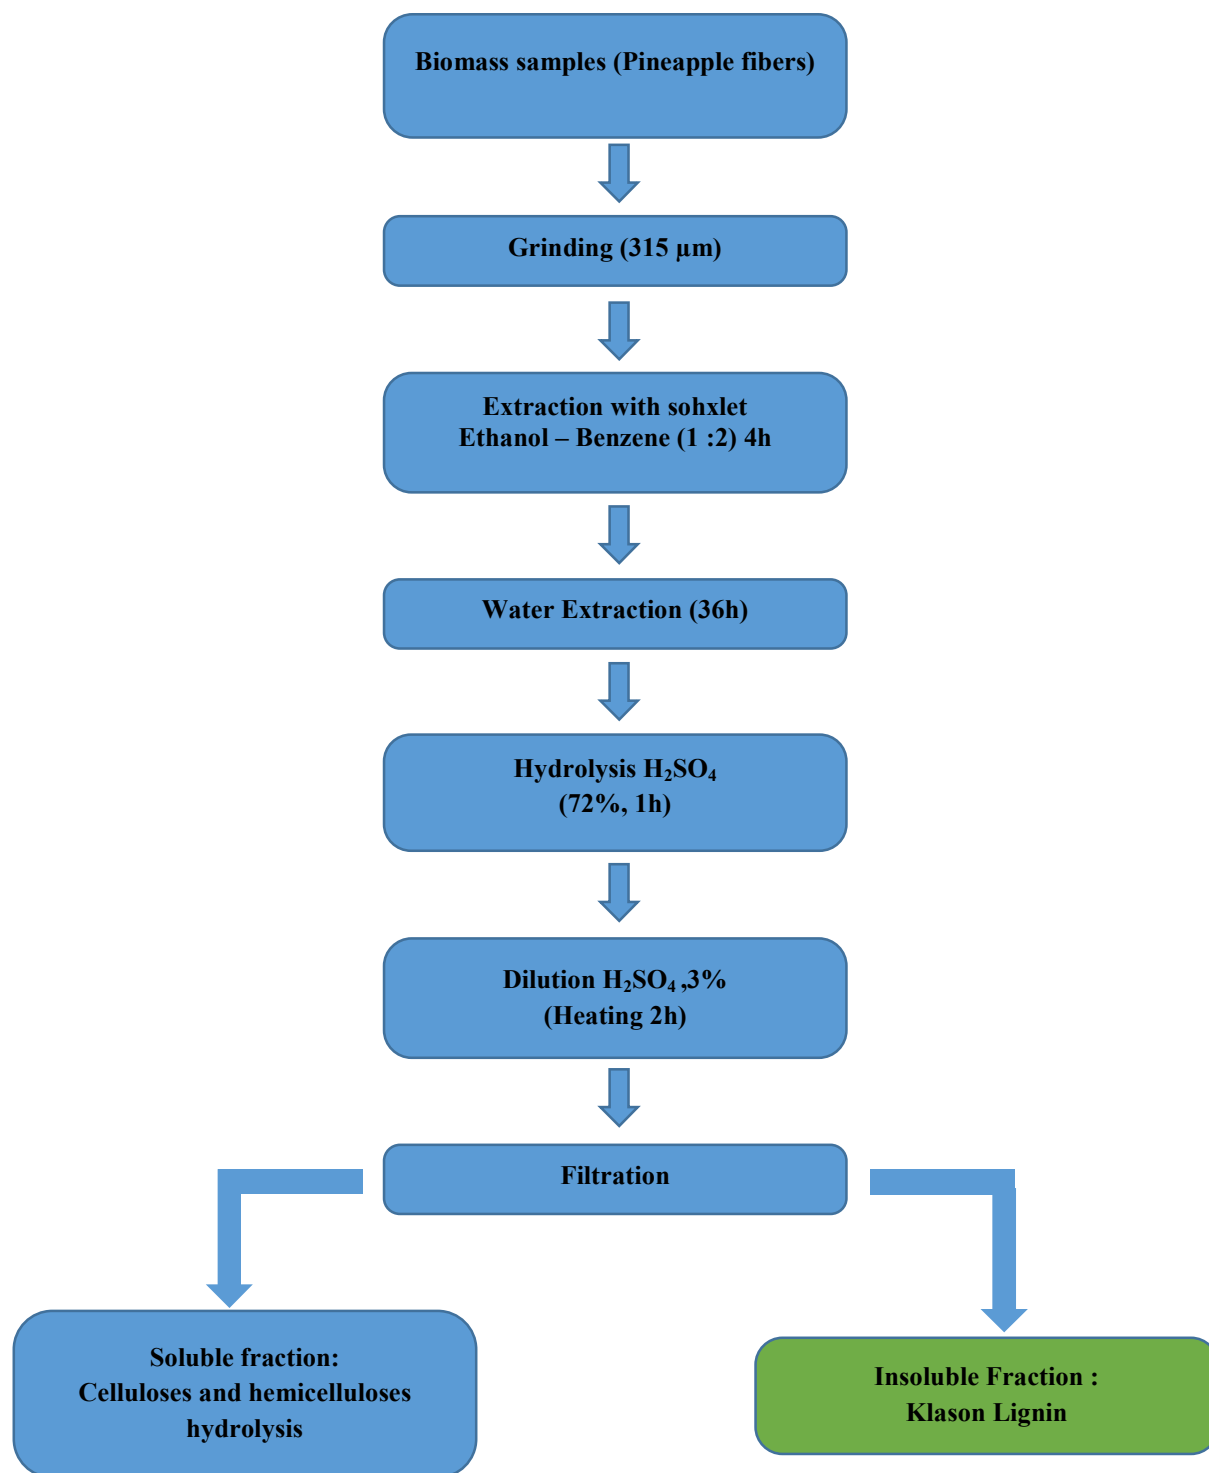 Biomass samples (Pineapple fibers)
Grinding (315 µm)
Extraction with sohxlet
Ethanol – Benzene (1 :2) 4h
Water Extraction (36h)
Hydrolysis H₂SO₄
(72%, 1h)
Dilution H₂SO₄ ,3%
(Heating 2h)
Filtration
Soluble fraction:
Celluloses and hemicelluloses
hydrolysis
Insoluble Fraction :
Klason Lignin